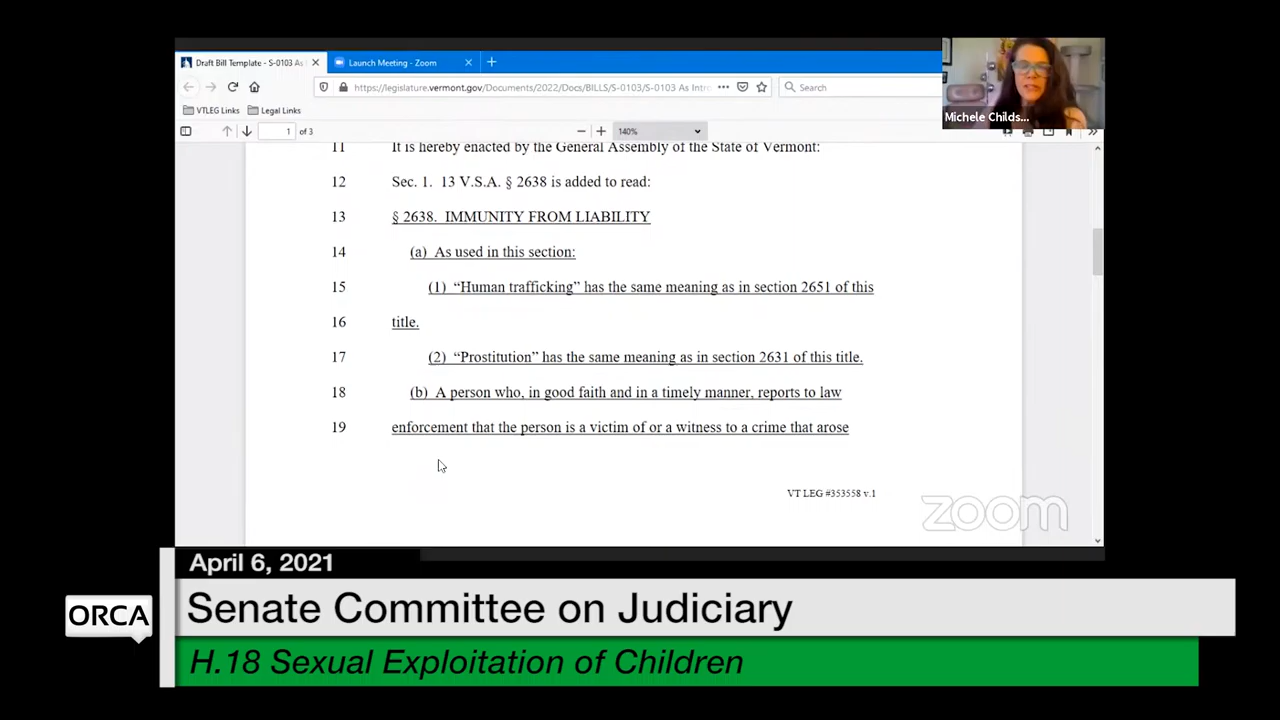 Draft Bill Template - S-0103 As
Launch Meeting - Zoom
https://legislature.vermont.gov/Documents/2022/Docs/BILLS/S-0103/S-0103 As Intro
Search
VTLEG Links
Legal Links
Michele Childs...
1 of 3
140%
11 It is hereby enacted by the General Assembly of the State of Vermont:
12 Sec. 1. 13 V.S.A. § 2638 is added to read:
13 § 2638. IMMUNITY FROM LIABILITY
14 (a) As used in this section:
15 (1) “Human trafficking” has the same meaning as in section 2651 of this
16 title.
17 (2) “Prostitution” has the same meaning as in section 2631 of this title.
18 (b) A person who, in good faith and in a timely manner, reports to law
19 enforcement that the person is a victim of or a witness to a crime that arose
VT LEG #353558 v.1
zoom
April 6, 2021
ORCA
Senate Committee on Judiciary
H.18 Sexual Exploitation of Children